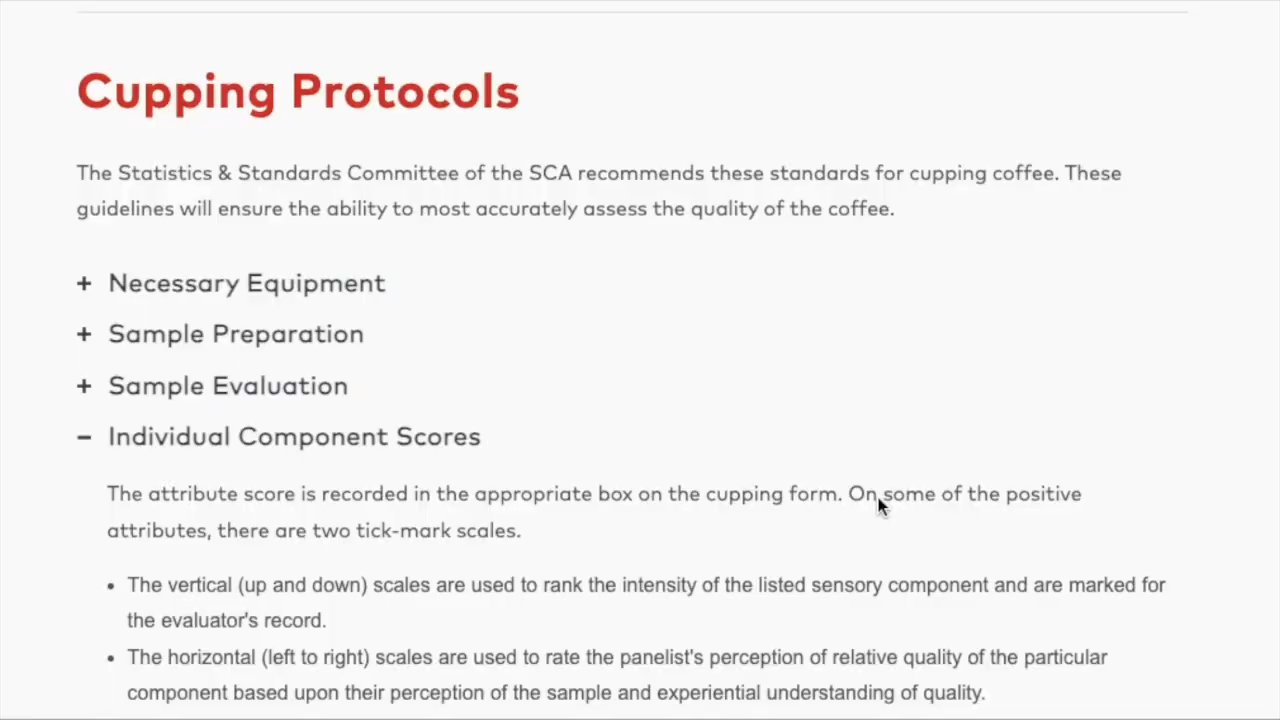 Cupping Protocols
The Statistics & Standards Committee of the SCA recommends these standards for cupping coffee. These
guidelines will ensure the ability to most accurately assess the quality of the coffee.
+ Necessary Equipment
+ Sample Preparation
+ Sample Evaluation
– Individual Component Scores
The attribute score is recorded in the appropriate box on the cupping form. On some of the positive
attributes, there are two tick-mark scales.
• The vertical (up and down) scales are used to rank the intensity of the listed sensory component and are marked for
the evaluator's record.
• The horizontal (left to right) scales are used to rate the panelist's perception of relative quality of the particular
component based upon their perception of the sample and experiential understanding of quality.